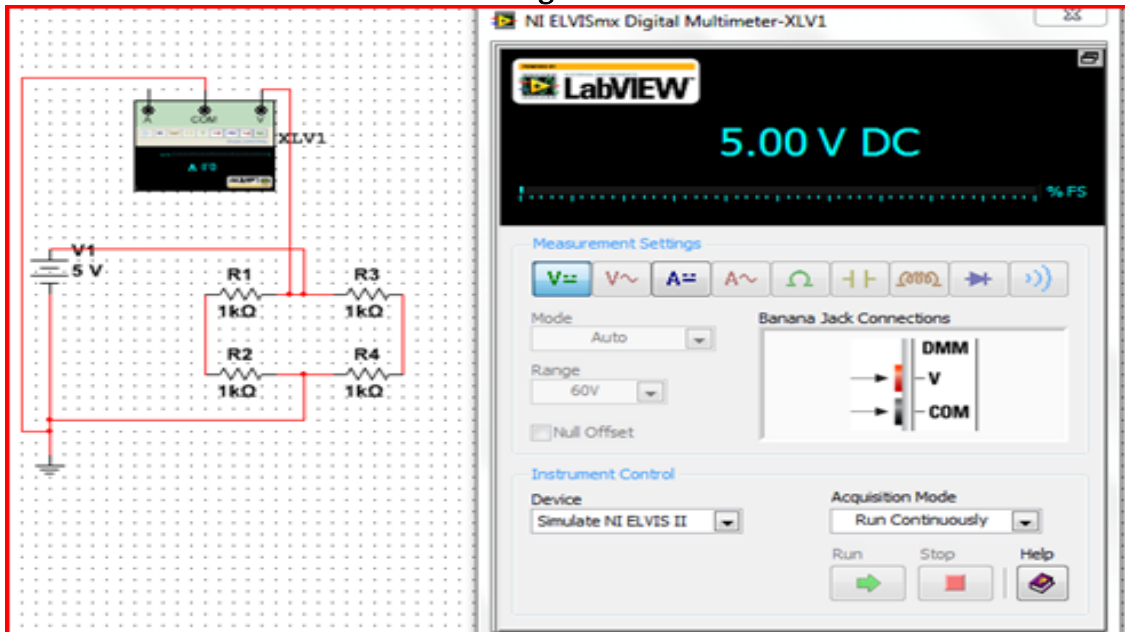 NI ELVISmx Digital Multimeter-XLV1
LabVIEW
5.00 V DC
% FS
A
COM
V
XLV1
V1
5 V
R1
1kΩ
R3
1kΩ
R2
1kΩ
R4
1kΩ
Measurement Settings
V
V
A
A
Ω
Mode
Auto
Range
60V
Null Offset
Banana Jack Connections
DMM
V
COM
Instrument Control
Device
Simulate NI ELVIS II
Acquisition Mode
Run Continuously
Run
Stop
Help